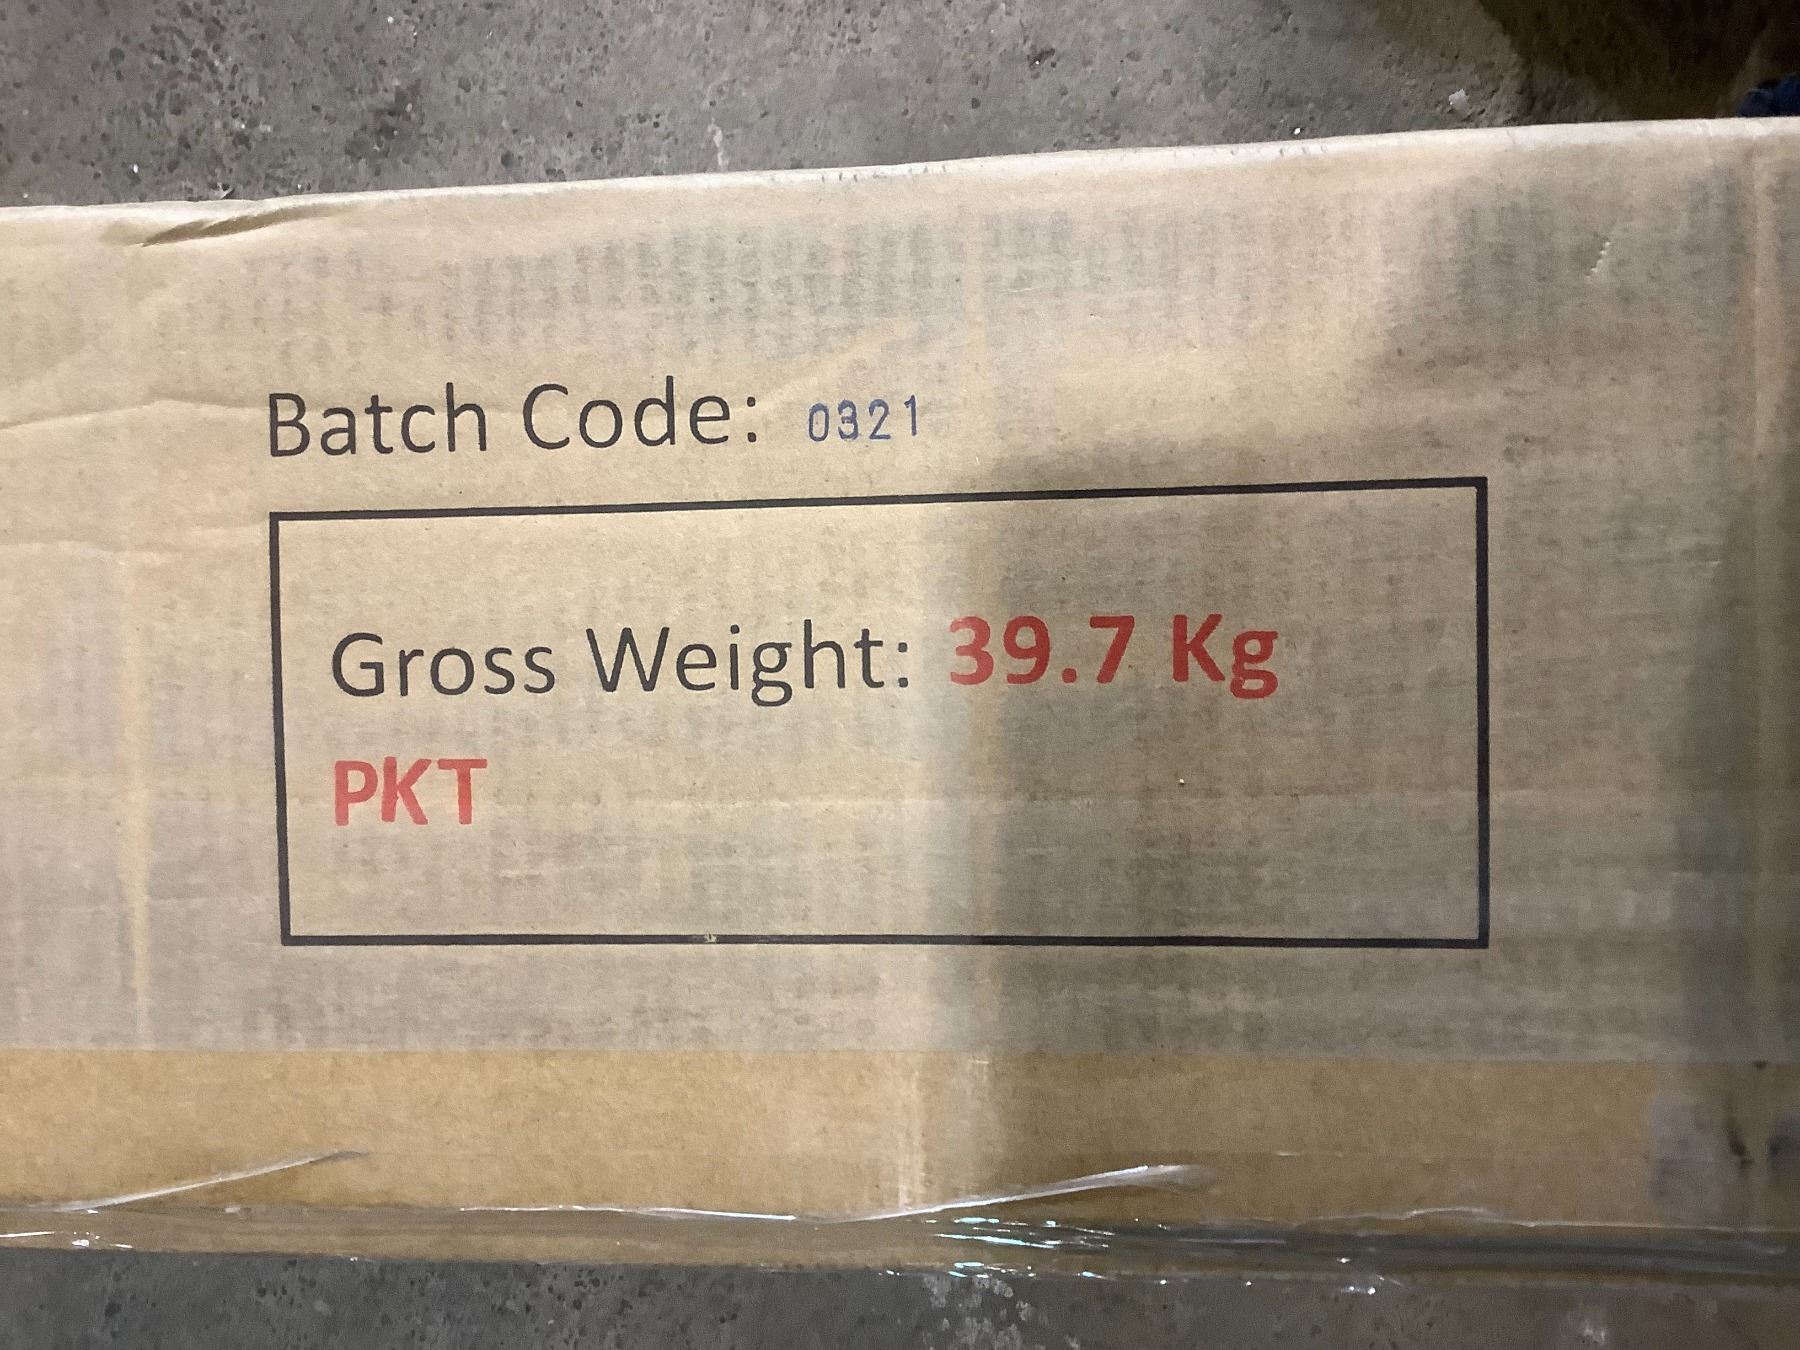 Batch Code: 0321
Gross Weight: 39.7 Kg
PKT